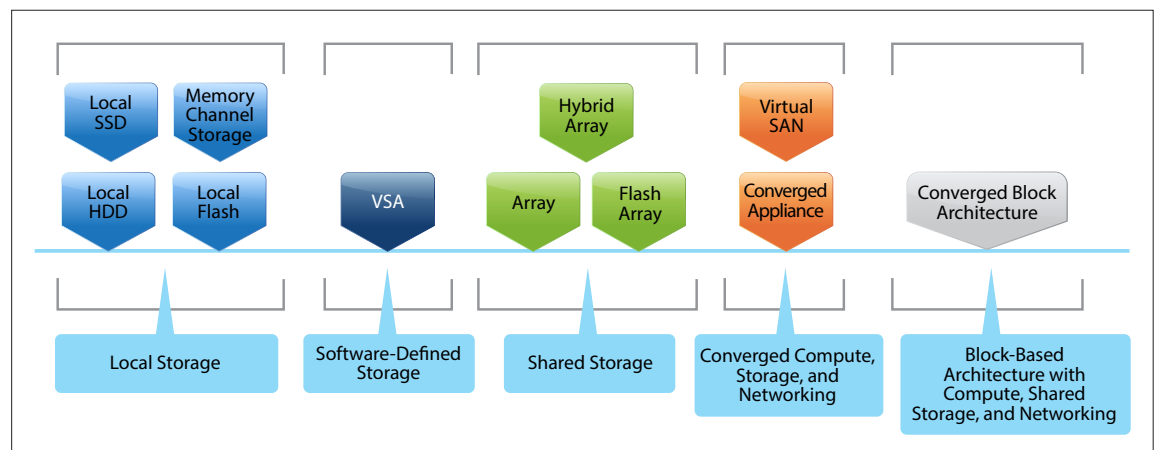 Local
SSD
Memory
Channel
Storage
Hybrid
Array
Virtual
SAN
Local
HDD
Local
Flash
VSA
Array
Flash
Array
Converged
Appliance
Converged Block
Architecture
Local Storage
Software-Defined
Storage
Shared Storage
Converged Compute,
Storage, and
Networking
Block-Based
Architecture with
Compute, Shared
Storage, and Networking